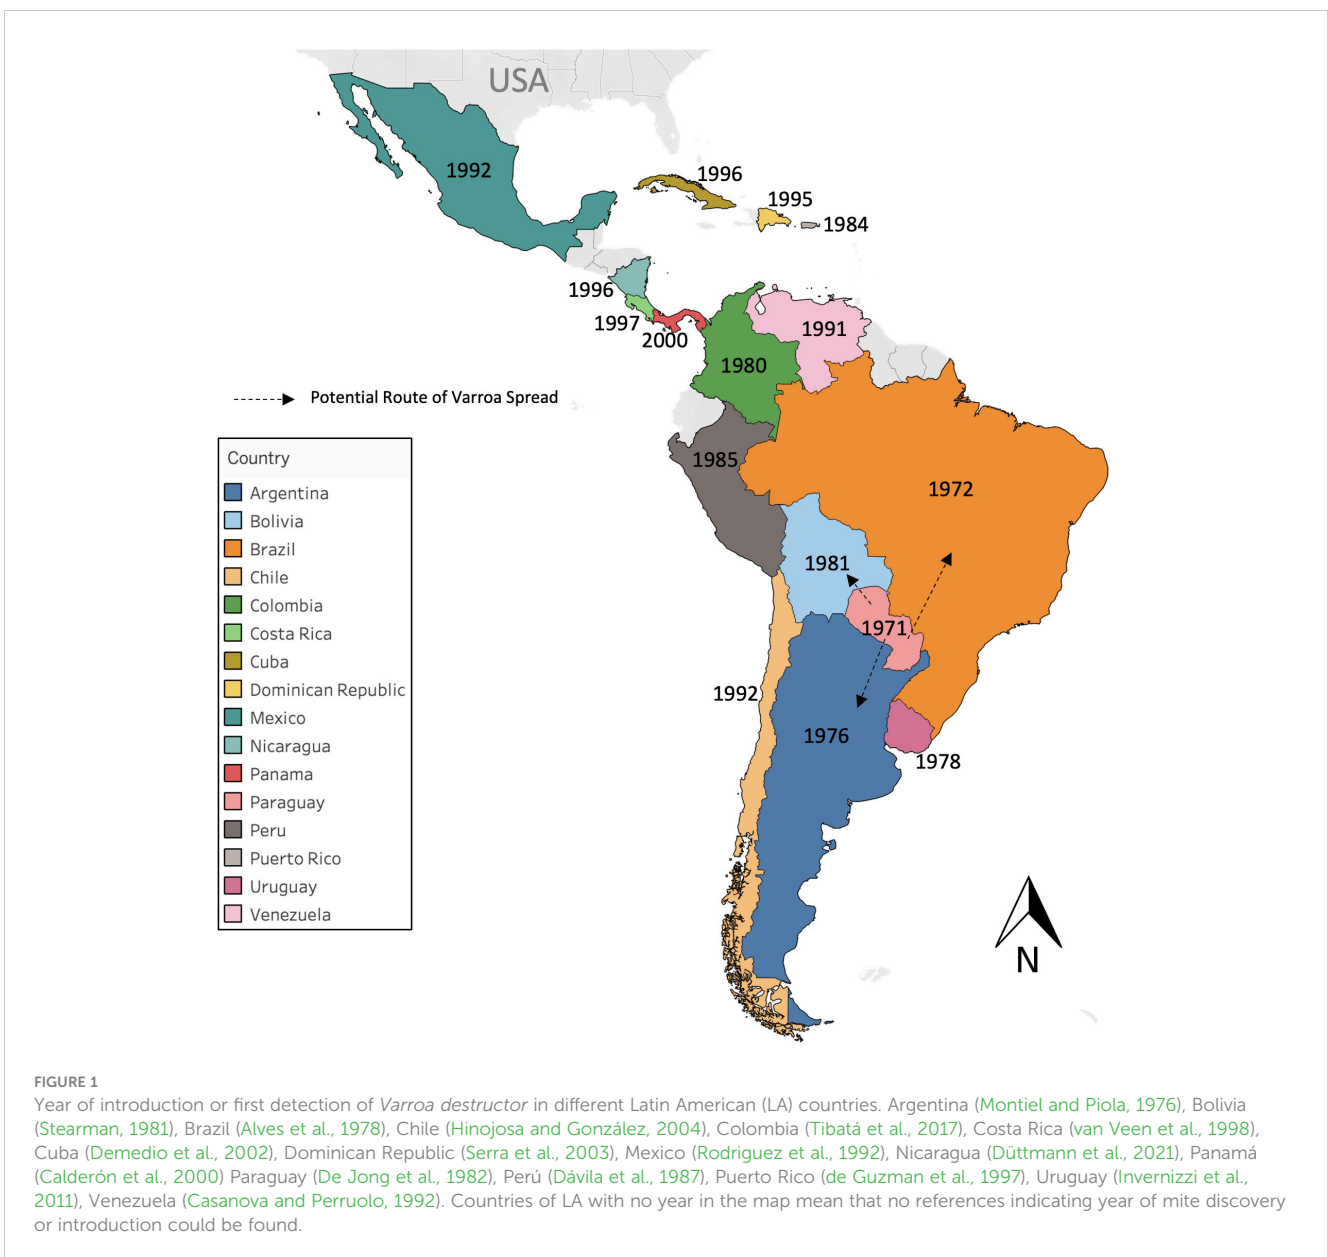 USA
1992
1996
1995
1984
1996
1997
2000
1991
1980
Potential Route of Varroa Spread
Country
Argentina
Bolivia
Brazil
Chile
Colombia
Costa Rica
Cuba
Dominican Republic
Mexico
Nicaragua
Panama
Paraguay
Peru
Puerto Rico
Uruguay
Venezuela
1985
1972
1981
1971
1992
1976
1978
N
FIGURE 1
Year of introduction or first detection of Varroa destructor in different Latin American (LA) countries. Argentina (Montiel and Piola, 1976), Bolivia
(Stearman, 1981), Brazil (Alves et al., 1978), Chile (Hinojosa and González, 2004), Colombia (Tibatá et al., 2017), Costa Rica (van Veen et al., 1998),
Cuba (Demedio et al., 2002), Dominican Republic (Serra et al., 2003), Mexico (Rodriguez et al., 1992), Nicaragua (Düttmann et al., 2021), Panamá
(Calderón et al., 2000) Paraguay (De Jong et al., 1982), Perú (Dávila et al., 1987), Puerto Rico (de Guzman et al., 1997), Uruguay (Invernizzi et al.,
2011), Venezuela (Casanova and Perruolo, 1992). Countries of LA with no year in the map mean that no references indicating year of mite discovery
or introduction could be found.